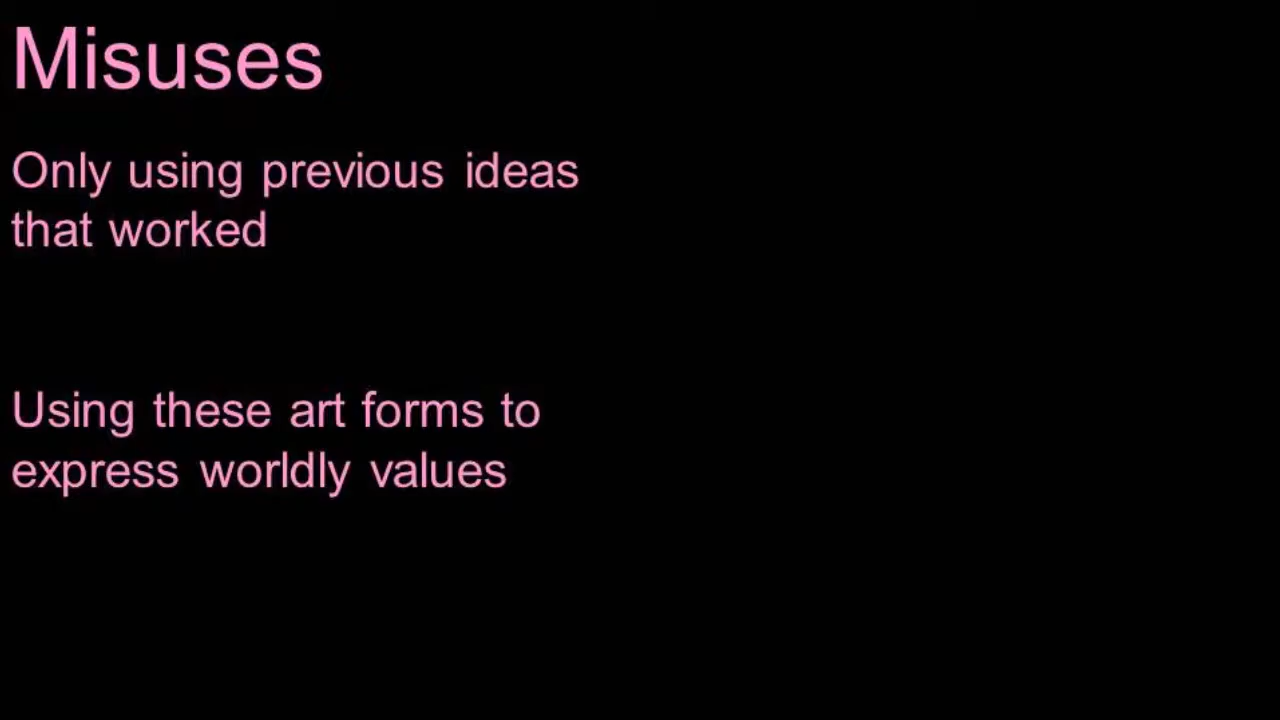 Misuses
Only using previous ideas
that worked
Using these art forms to
express worldly values